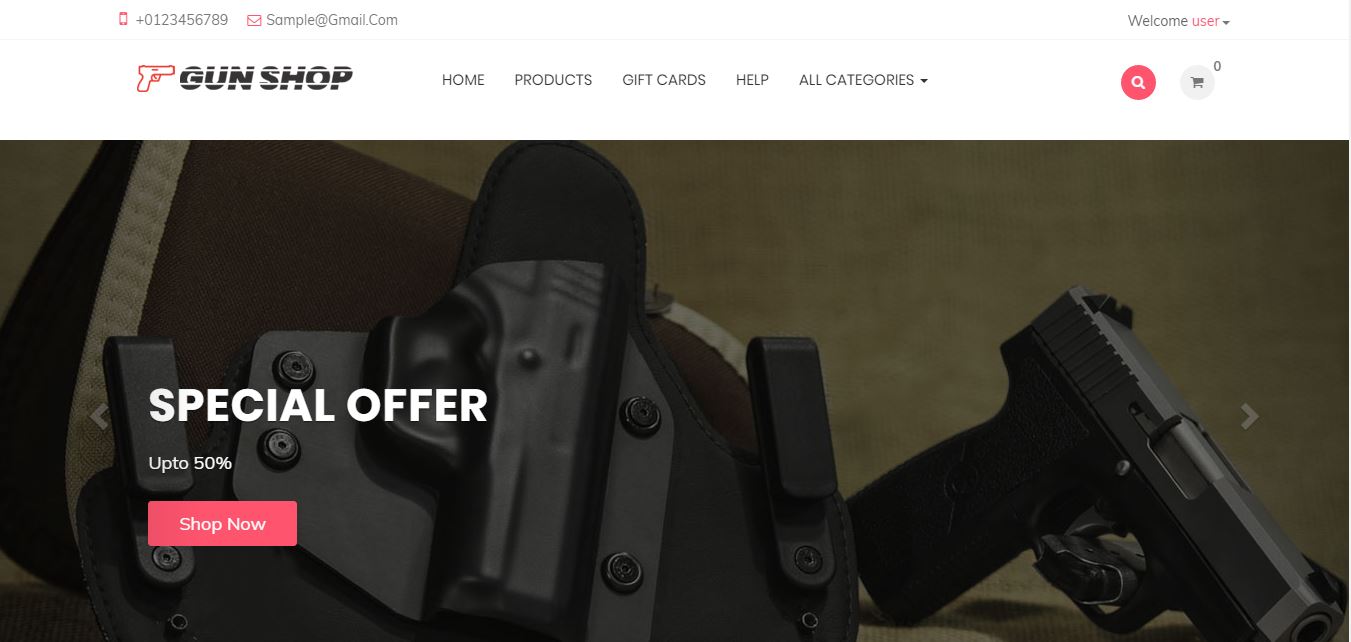 +0123456789 Sample@Gmail.Com Welcome user
GUN SHOP HOME PRODUCTS GIFT CARDS HELP ALL CATEGORIES 0
SPECIAL OFFER
Upto 50%
Shop Now